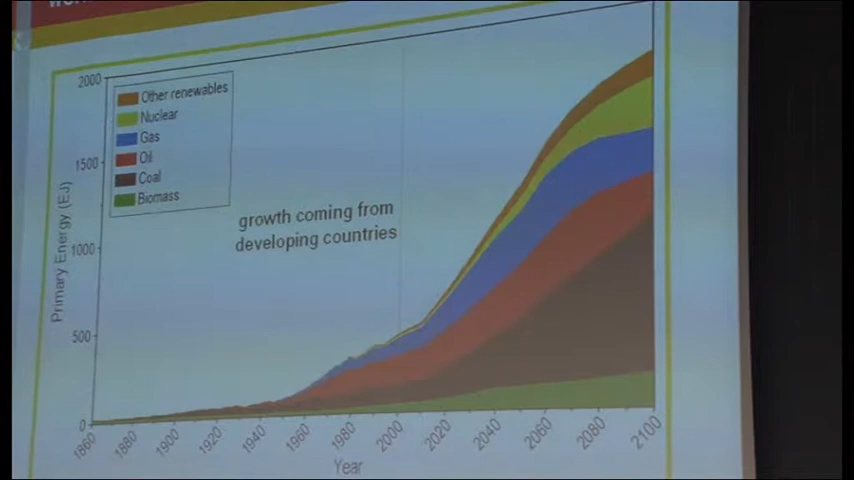 2000
1500
1000
500
0
Primary Energy (EJ)
Other renewables
Nuclear
Gas
Oil
Coal
Biomass
growth coming from
developing countries
1860
1880
1900
1920
1940
1960
1980
2000
2020
2040
2060
2080
2100
Year